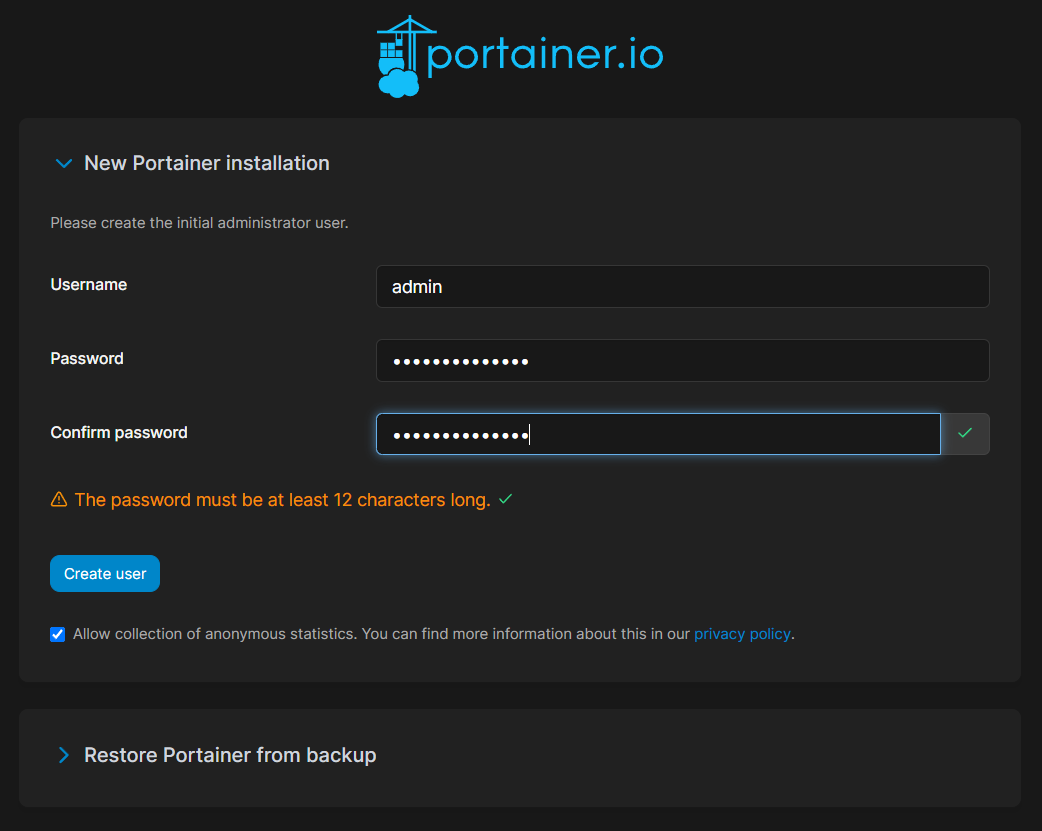 portainer.io
New Portainer installation
Please create the initial administrator user.
Username
admin
Password
••••••••••••••
Confirm password
••••••••••••••
The password must be at least 12 characters long.
Create user
Allow collection of anonymous statistics. You can find more information about this in our privacy policy.
Restore Portainer from backup